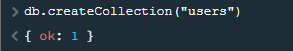 > db.createCollection("users")
< { ok: 1 }